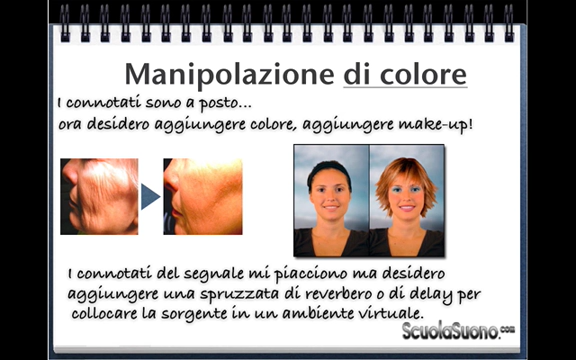 Manipolazione di colore
I connotati sono a posto...
ora desidero aggiungere colore, aggiungere make-up!
I connotati del segnale mi piacciono ma desidero
aggiungere una spruzzata di reverbero o di delay per
collocare la sorgente in un ambiente virtuale.
ScuolaSuono.com